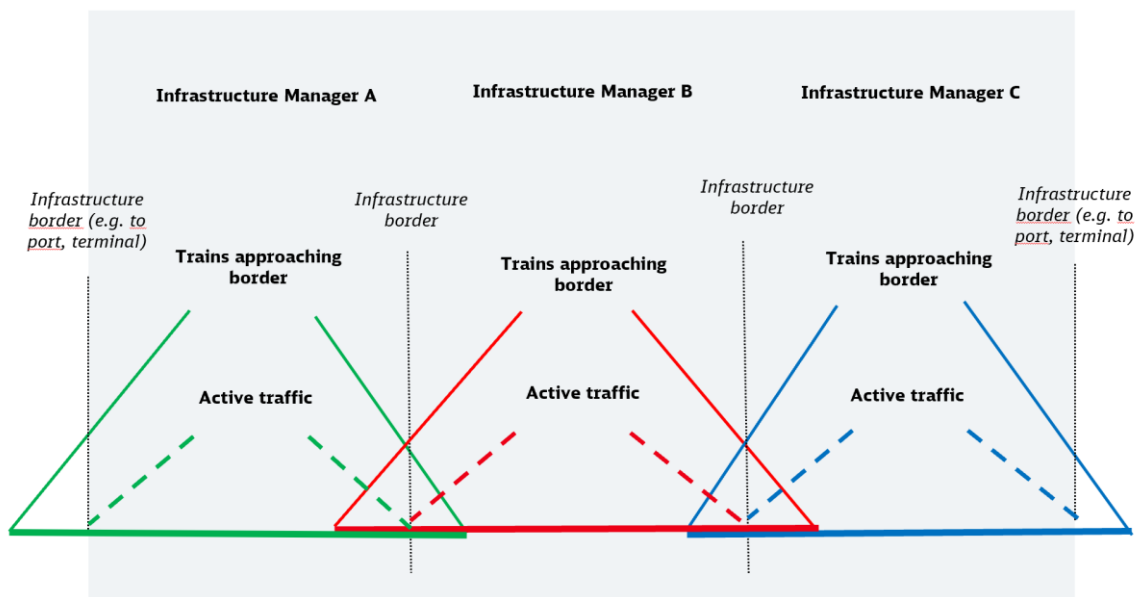 Infrastructure Manager A
Infrastructure Manager B
Infrastructure Manager C
Infrastructure
border (e.g. to
port, terminal)
Infrastructure
border
Infrastructure
border
Infrastructure
border (e.g. to
port, terminal)
Trains approaching
border
Trains approaching
border
Trains approaching
border
Active traffic
Active traffic
Active traffic